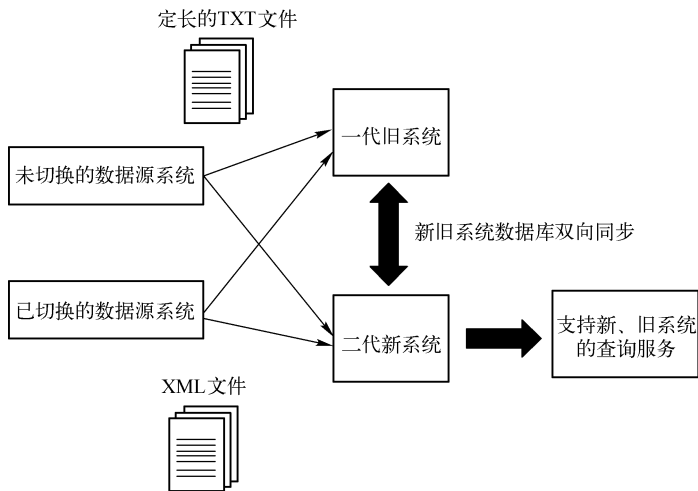 定长的TXT文件
一代旧系统
未切换的数据源系统
新旧系统数据库双向同步
已切换的数据源系统
二代新系统
支持新、旧系统
的查询服务
XML文件